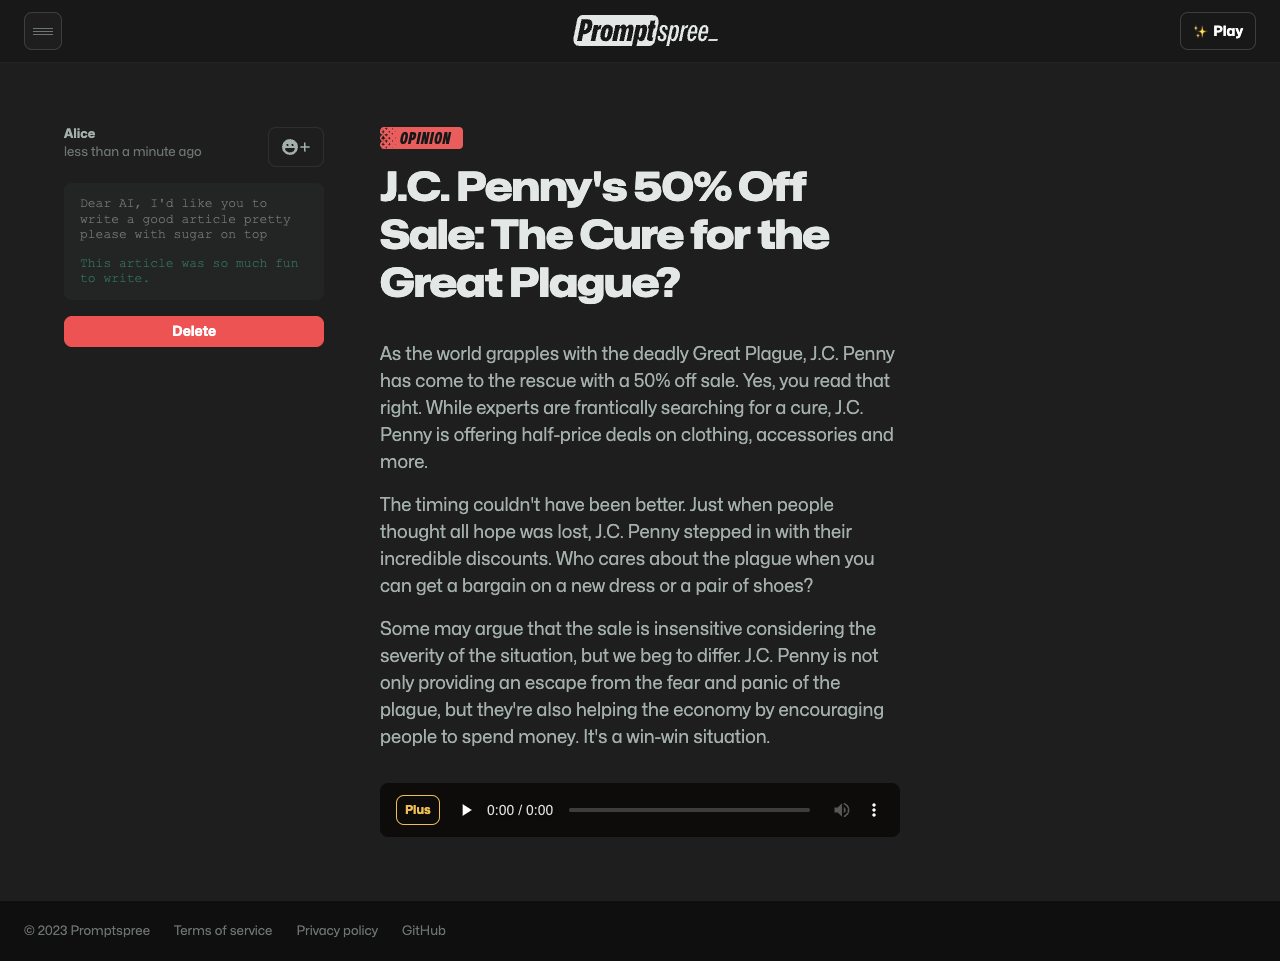 Promptspree_
Play
Alice
less than a minute ago
Dear AI, I'd like you to
write a good article pretty
please with sugar on top
This article was so much fun
to write.
Delete
OPINION
J.C. Penny's 50% Off
Sale: The Cure for the
Great Plague?
As the world grapples with the deadly Great Plague, J.C. Penny
has come to the rescue with a 50% off sale. Yes, you read that
right. While experts are frantically searching for a cure, J.C.
Penny is offering half-price deals on clothing, accessories and
more.
The timing couldn't have been better. Just when people
thought all hope was lost, J.C. Penny stepped in with their
incredible discounts. Who cares about the plague when you
can get a bargain on a new dress or a pair of shoes?
Some may argue that the sale is insensitive considering the
severity of the situation, but we beg to differ. J.C. Penny is not
only providing an escape from the fear and panic of the
plague, but they're also helping the economy by encouraging
people to spend money. It's a win-win situation.
Plus
0:00 / 0:00
© 2023 Promptspree
Terms of service
Privacy policy
GitHub